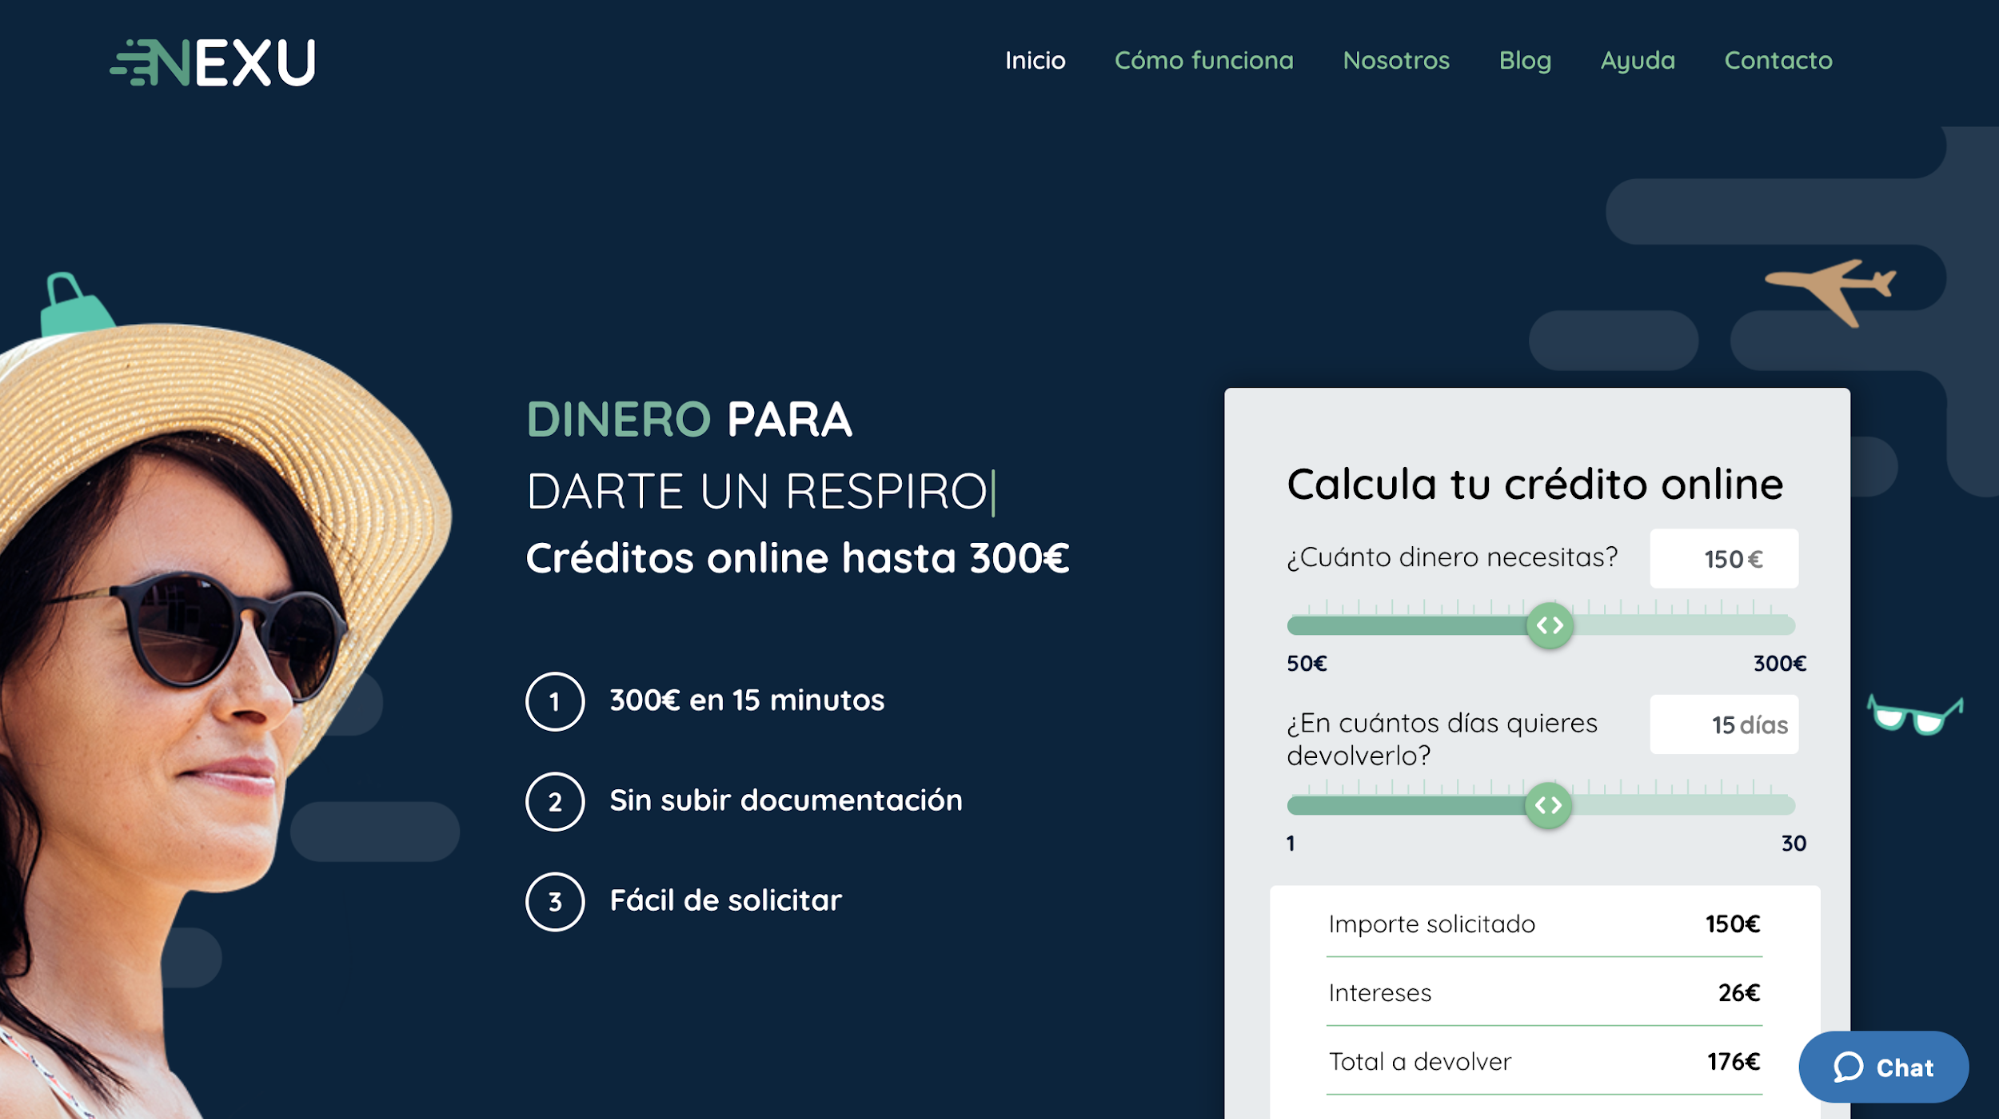 NEXU
Inicio Cómo funciona Nosotros Blog Ayuda Contacto
DINERO PARA
DARTE UN RESPIRO|
Créditos online hasta 300€
1 300€ en 15 minutos
2 Sin subir documentación
3 Fácil de solicitar
Calcula tu crédito online
¿Cuánto dinero necesitas? 150 €
50€ 300€
¿En cuántos días quieres
devolverlo?
15 días
1 30
Importe solicitado 150€
Intereses 26€
Total a devolver 176€
Chat